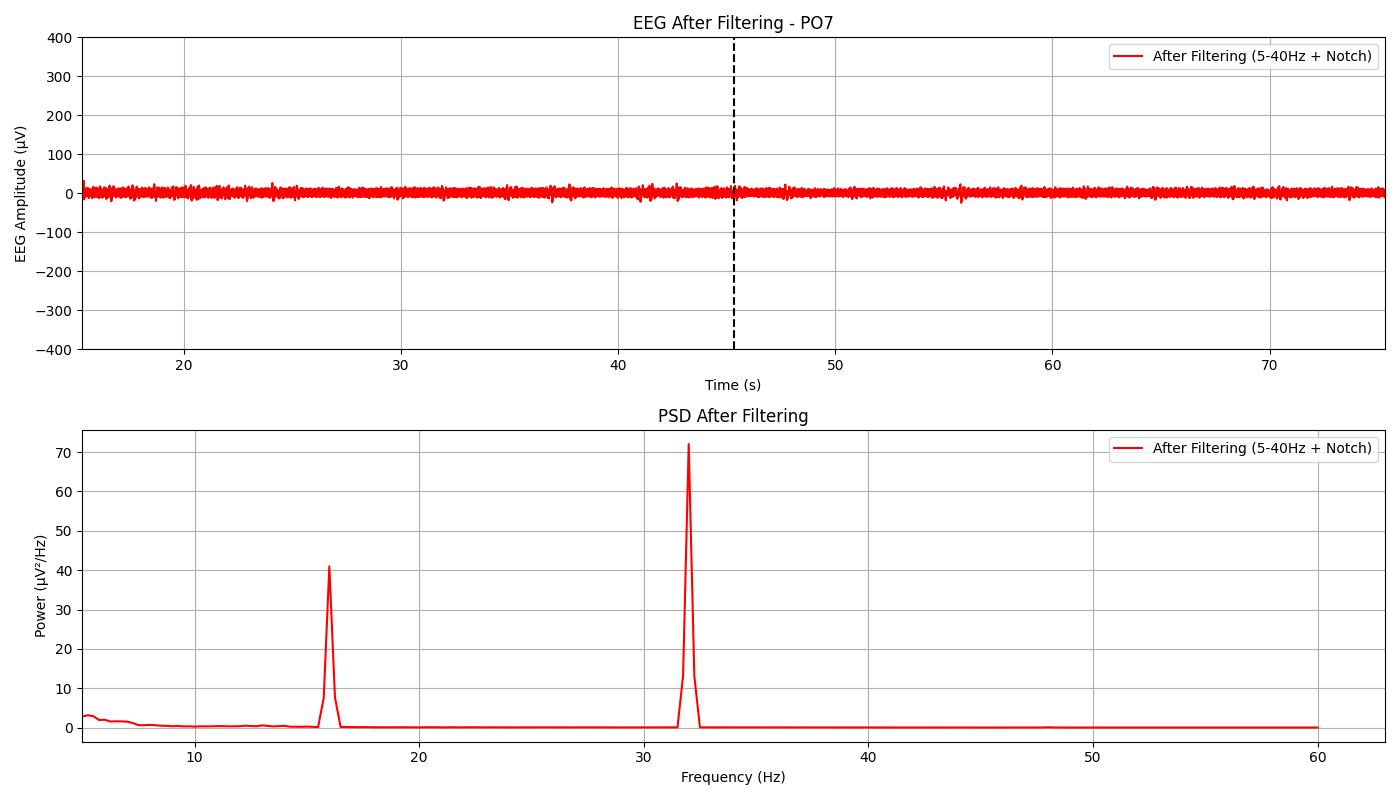 EEG After Filtering - PO7
After Filtering (5-40Hz + Notch)
EEG Amplitude (µV)
400
300
200
100
0
−100
−200
−300
−400
20 30 40 50 60 70
Time (s)
PSD After Filtering
After Filtering (5-40Hz + Notch)
Power (µV²/Hz)
70
60
50
40
30
20
10
0
10 20 30 40 50 60
Frequency (Hz)